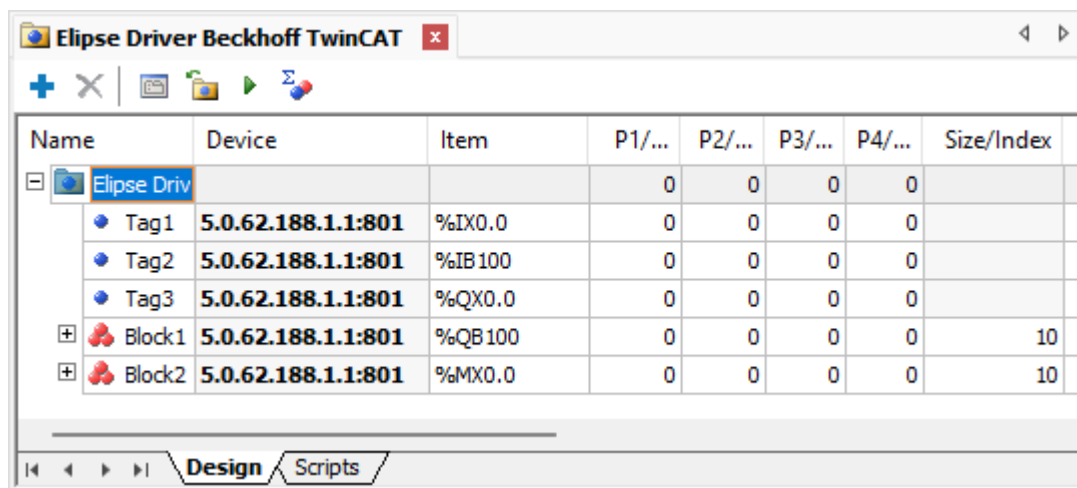 Elipse Driver Beckhoff TwinCAT x
Name Device Item P1/... P2/... P3/... P4/... Size/Index
Elipse Driv 0 0 0 0
Tag1 5.0.62.188.1.1:801 %IX0.0 0 0 0 0
Tag2 5.0.62.188.1.1:801 %IB100 0 0 0 0
Tag3 5.0.62.188.1.1:801 %QX0.0 0 0 0 0
Block1 5.0.62.188.1.1:801 %QB100 0 0 0 0 10
Block2 5.0.62.188.1.1:801 %MX0.0 0 0 0 0 10
Design Scripts